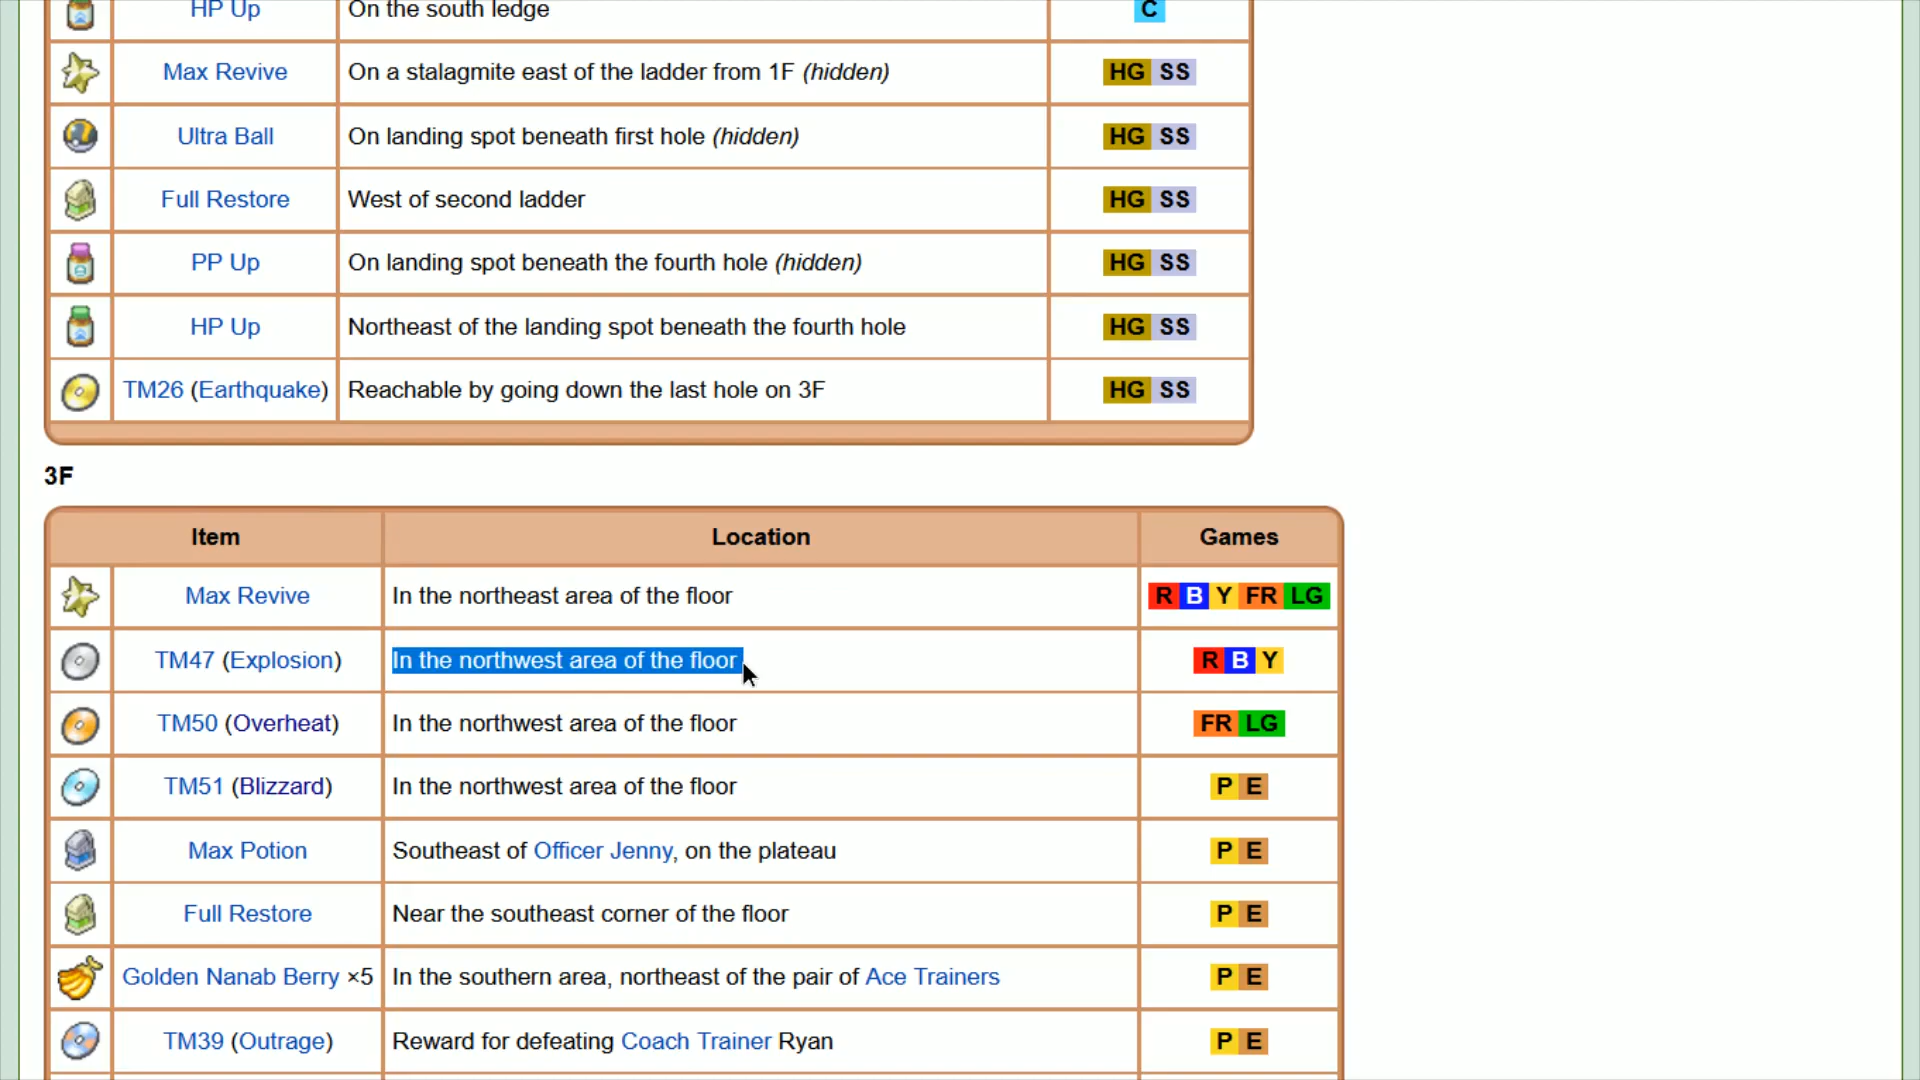 HP Up On the south ledge C
Max Revive On a stalagmite east of the ladder from 1F (hidden) HG SS
Ultra Ball On landing spot beneath first hole (hidden) HG SS
Full Restore West of second ladder HG SS
PP Up On landing spot beneath the fourth hole (hidden) HG SS
HP Up Northeast of the landing spot beneath the fourth hole HG SS
TM26 (Earthquake) Reachable by going down the last hole on 3F HG SS
3F
Item Location Games
Max Revive In the northeast area of the floor R B Y FR LG
TM47 (Explosion) In the northwest area of the floor R B Y
TM50 (Overheat) In the northwest area of the floor FR LG
TM51 (Blizzard) In the northwest area of the floor P E
Max Potion Southeast of Officer Jenny, on the plateau P E
Full Restore Near the southeast corner of the floor P E
Golden Nanab Berry ×5 In the southern area, northeast of the pair of Ace Trainers P E
TM39 (Outrage) Reward for defeating Coach Trainer Ryan P E